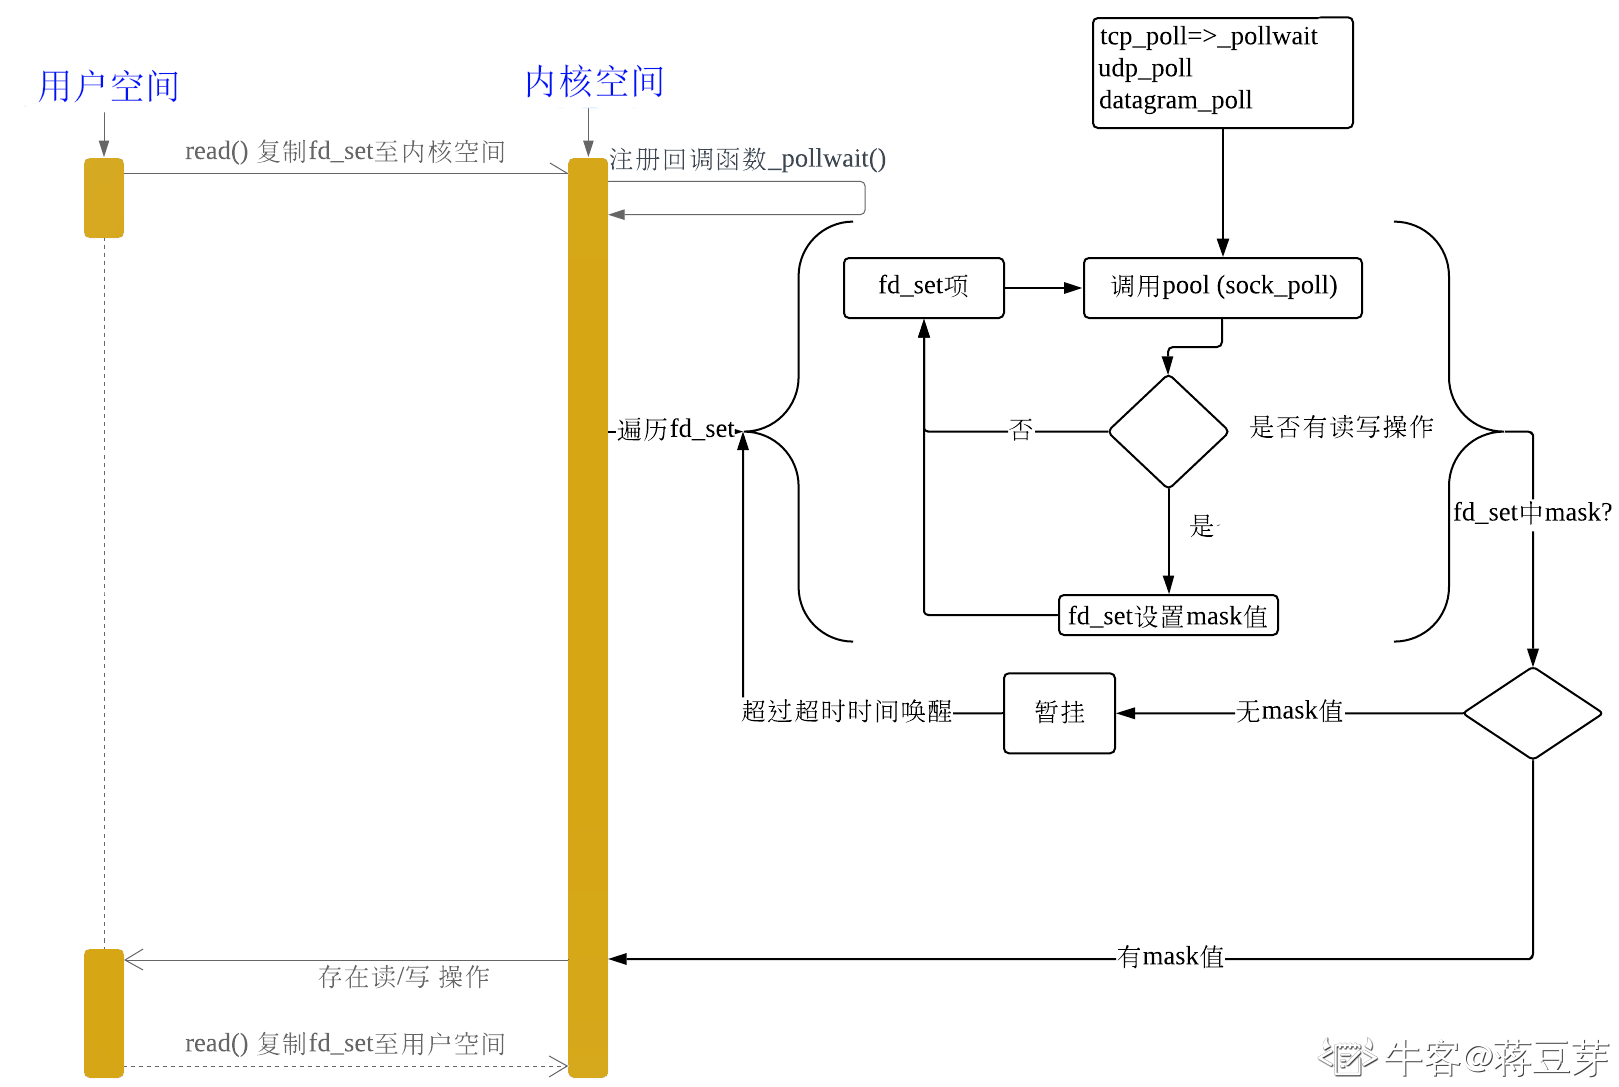 tcp_poll=>_pollwait
udp_poll
datagram_poll
用户空间
内核空间
read() 复制fd_set至内核空间
注册回调函数_pollwait()
fd_set项
调用pool (sock_poll)
遍历fd_set
否
是否有读写操作
是
fd_set中mask?
fd_set设置mask值
超过超时时间唤醒
暂挂
无mask值
有mask值
存在读/写 操作
read() 复制fd_set至用户空间
牛客@蒋豆芽